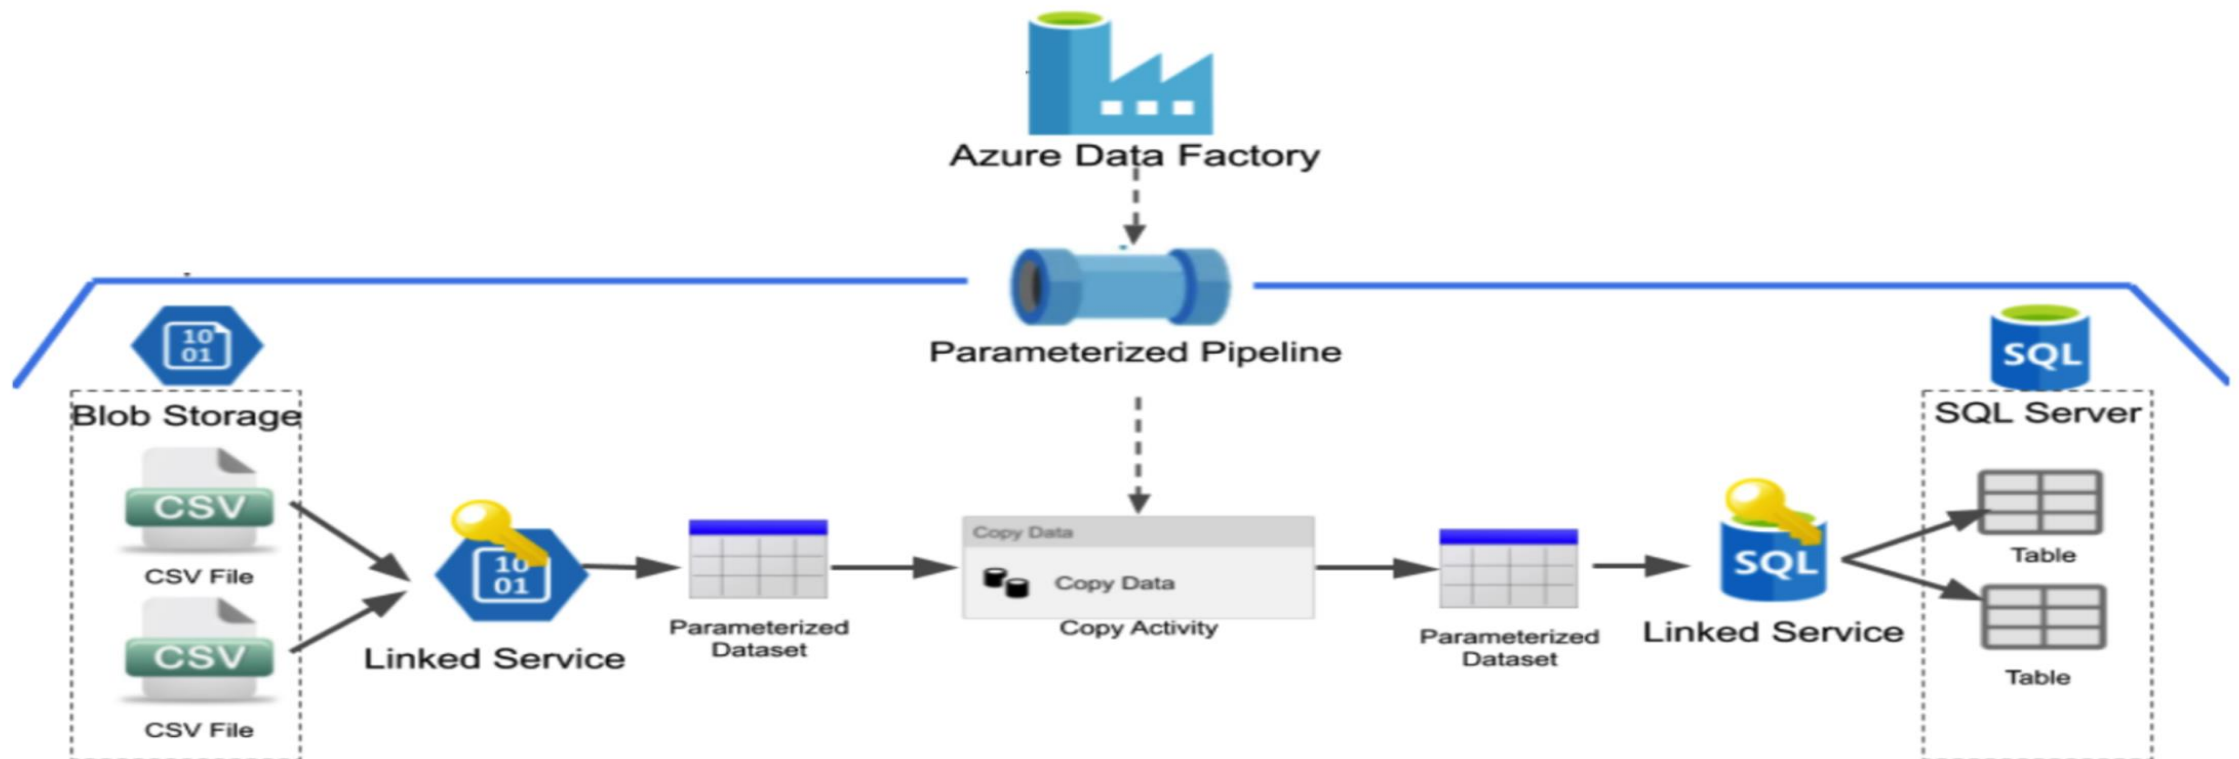 Azure Data Factory
Parameterized Pipeline
10
01
Blob Storage
CSV
CSV File
CSV
CSV File
10
01
Linked Service
Parameterized
Dataset
Copy Data
Copy Data
Copy Activity
Parameterized
Dataset
SQL
Linked Service
SQL
SQL Server
Table
Table